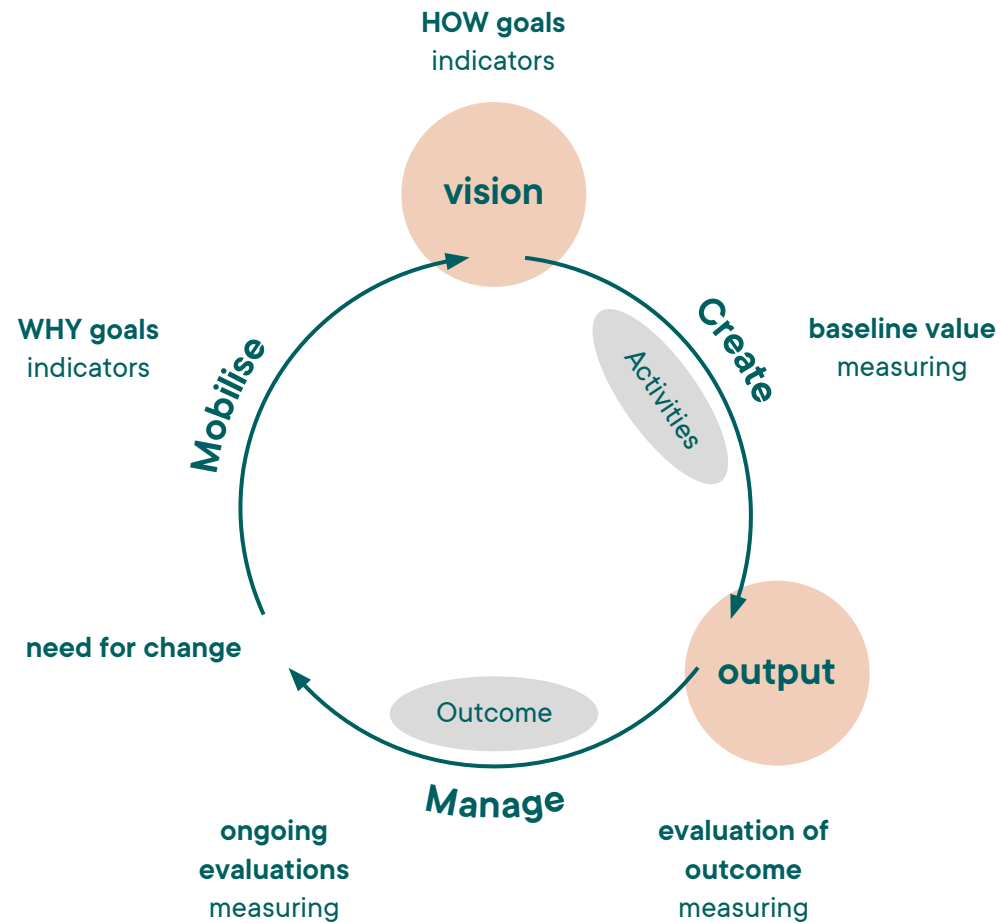 HOW goals
indicators
vision
Create
Activities
baseline value
measuring
WHY goals
indicators
Mobilise
need for change
output
Outcome
Manage
ongoing
evaluations
measuring
evaluation of
outcome
measuring